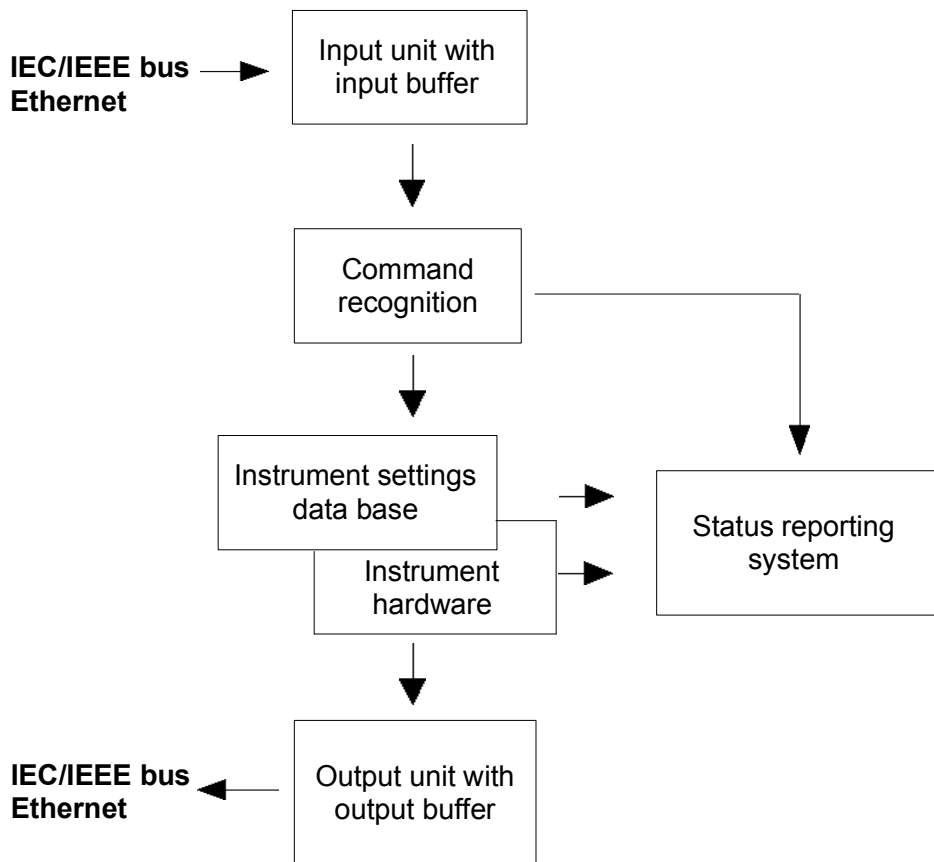 IEC/IEEE bus
Ethernet
Input unit with
input buffer
Command
recognition
Instrument settings
data base
Instrument
hardware
Status reporting
system
IEC/IEEE bus
Ethernet
Output unit with
output buffer